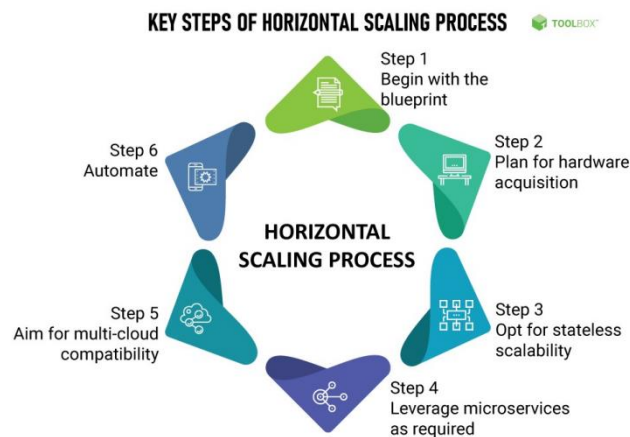 KEY STEPS OF HORIZONTAL SCALING PROCESS
TOOLBOX™
Step 1
Begin with the
blueprint
Step 2
Plan for hardware
acquisition
Step 3
Opt for stateless
scalability
Step 4
Leverage microservices
as required
Step 5
Aim for multi-cloud
compatibility
Step 6
Automate
HORIZONTAL
SCALING PROCESS